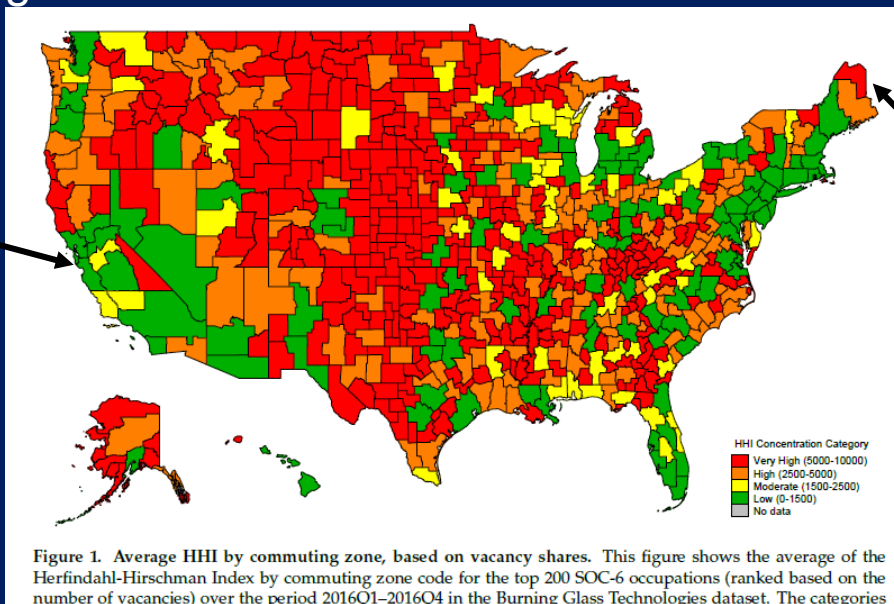 g
HHI Concentration Category
Very High (5000-10000)
High (2500-5000)
Moderate (1500-2500)
Low (0-1500)
No data
Figure 1. Average HHI by commuting zone, based on vacancy shares. This figure shows the average of the
Herfindahl-Hirschman Index by commuting zone code for the top 200 SOC-6 occupations (ranked based on the
number of vacancies) over the period 2016Q1–2016Q4 in the Burning Glass Technologies dataset. The categories